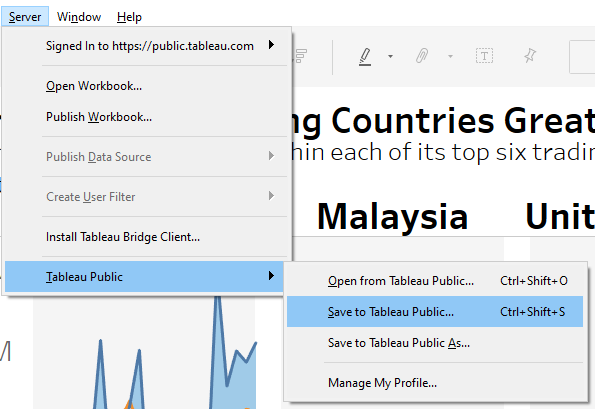 Server Window Help
Signed In to https://public.tableau.com
Open Workbook...
Publish Workbook...
Publish Data Source
Create User Filter
Install Tableau Bridge Client...
Tableau Public
Open from Tableau Public... Ctrl+Shift+O
Save to Tableau Public... Ctrl+Shift+S
Save to Tableau Public As...
Manage My Profile...
T
ng Countries Great
hin each of its top six tradin
Malaysia Unit
M